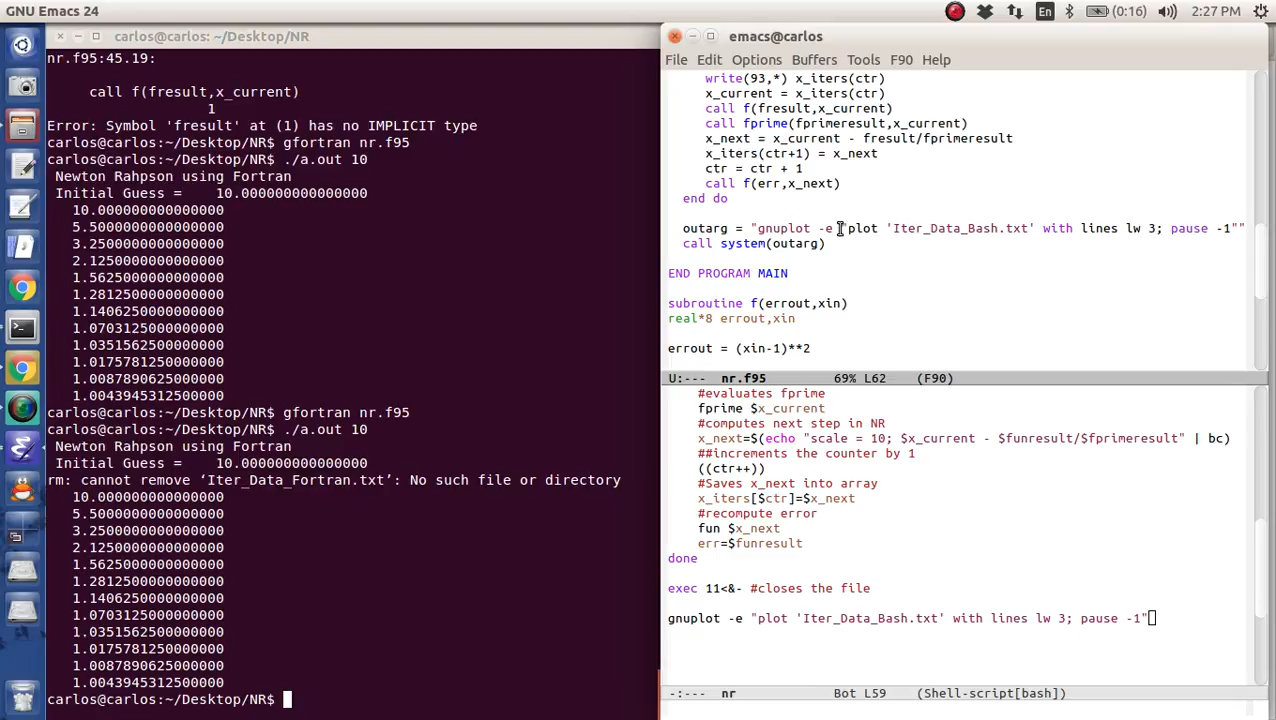 GNU Emacs 24
En
(0:16)
2:27 PM
carlos@carlos: ~/Desktop/NR
nr.f95:45.19:
call f(fresult,x_current)
1
Error: Symbol 'fresult' at (1) has no IMPLICIT type
carlos@carlos:~/Desktop/NR$ gfortran nr.f95
carlos@carlos:~/Desktop/NR$ ./a.out 10
Newton Rahpson using Fortran
Initial Guess =    10.000000000000000
10.000000000000000
5.5000000000000000
3.2500000000000000
2.1250000000000000
1.5625000000000000
1.2812500000000000
1.1406250000000000
1.0703125000000000
1.0351562500000000
1.0175781250000000
1.0087890625000000
1.0043945312500000
carlos@carlos:~/Desktop/NR$ gfortran nr.f95
carlos@carlos:~/Desktop/NR$ ./a.out 10
Newton Rahpson using Fortran
Initial Guess =    10.000000000000000
rm: cannot remove ‘Iter_Data_Fortran.txt’: No such file or directory
10.000000000000000
5.5000000000000000
3.2500000000000000
2.1250000000000000
1.5625000000000000
1.2812500000000000
1.1406250000000000
1.0703125000000000
1.0351562500000000
1.0175781250000000
1.0087890625000000
1.0043945312500000
carlos@carlos:~/Desktop/NR$
emacs@carlos
File Edit Options Buffers Tools F90 Help
write(93,*) x_iters(ctr)
x_current = x_iters(ctr)
call f(fresult,x_current)
call fprime(fprimeresult,x_current)
x_next = x_current - fresult/fprimeresult
x_iters(ctr+1) = x_next
ctr = ctr + 1
call f(err,x_next)
end do
outarg = "gnuplot -e "plot 'Iter_Data_Bash.txt' with lines lw 3; pause -1""
call system(outarg)
END PROGRAM MAIN
subroutine f(errout,xin)
real*8 errout,xin
errout = (xin-1)**2
U:--- nr.f95 69% L62 (F90)
#evaluates fprime
fprime $x_current
#computes next step in NR
x_next=$(echo "scale = 10; $x_current - $funresult/$fprimeresult" | bc)
##increments the counter by 1
((ctr++))
#Saves x_next into array
x_iters[$ctr]=$x_next
#recompute error
fun $x_next
err=$funresult
done
exec 11<&- #closes the file
gnuplot -e "plot 'Iter_Data_Bash.txt' with lines lw 3; pause -1"
-:--- nr Bot L59 (Shell-script[bash])